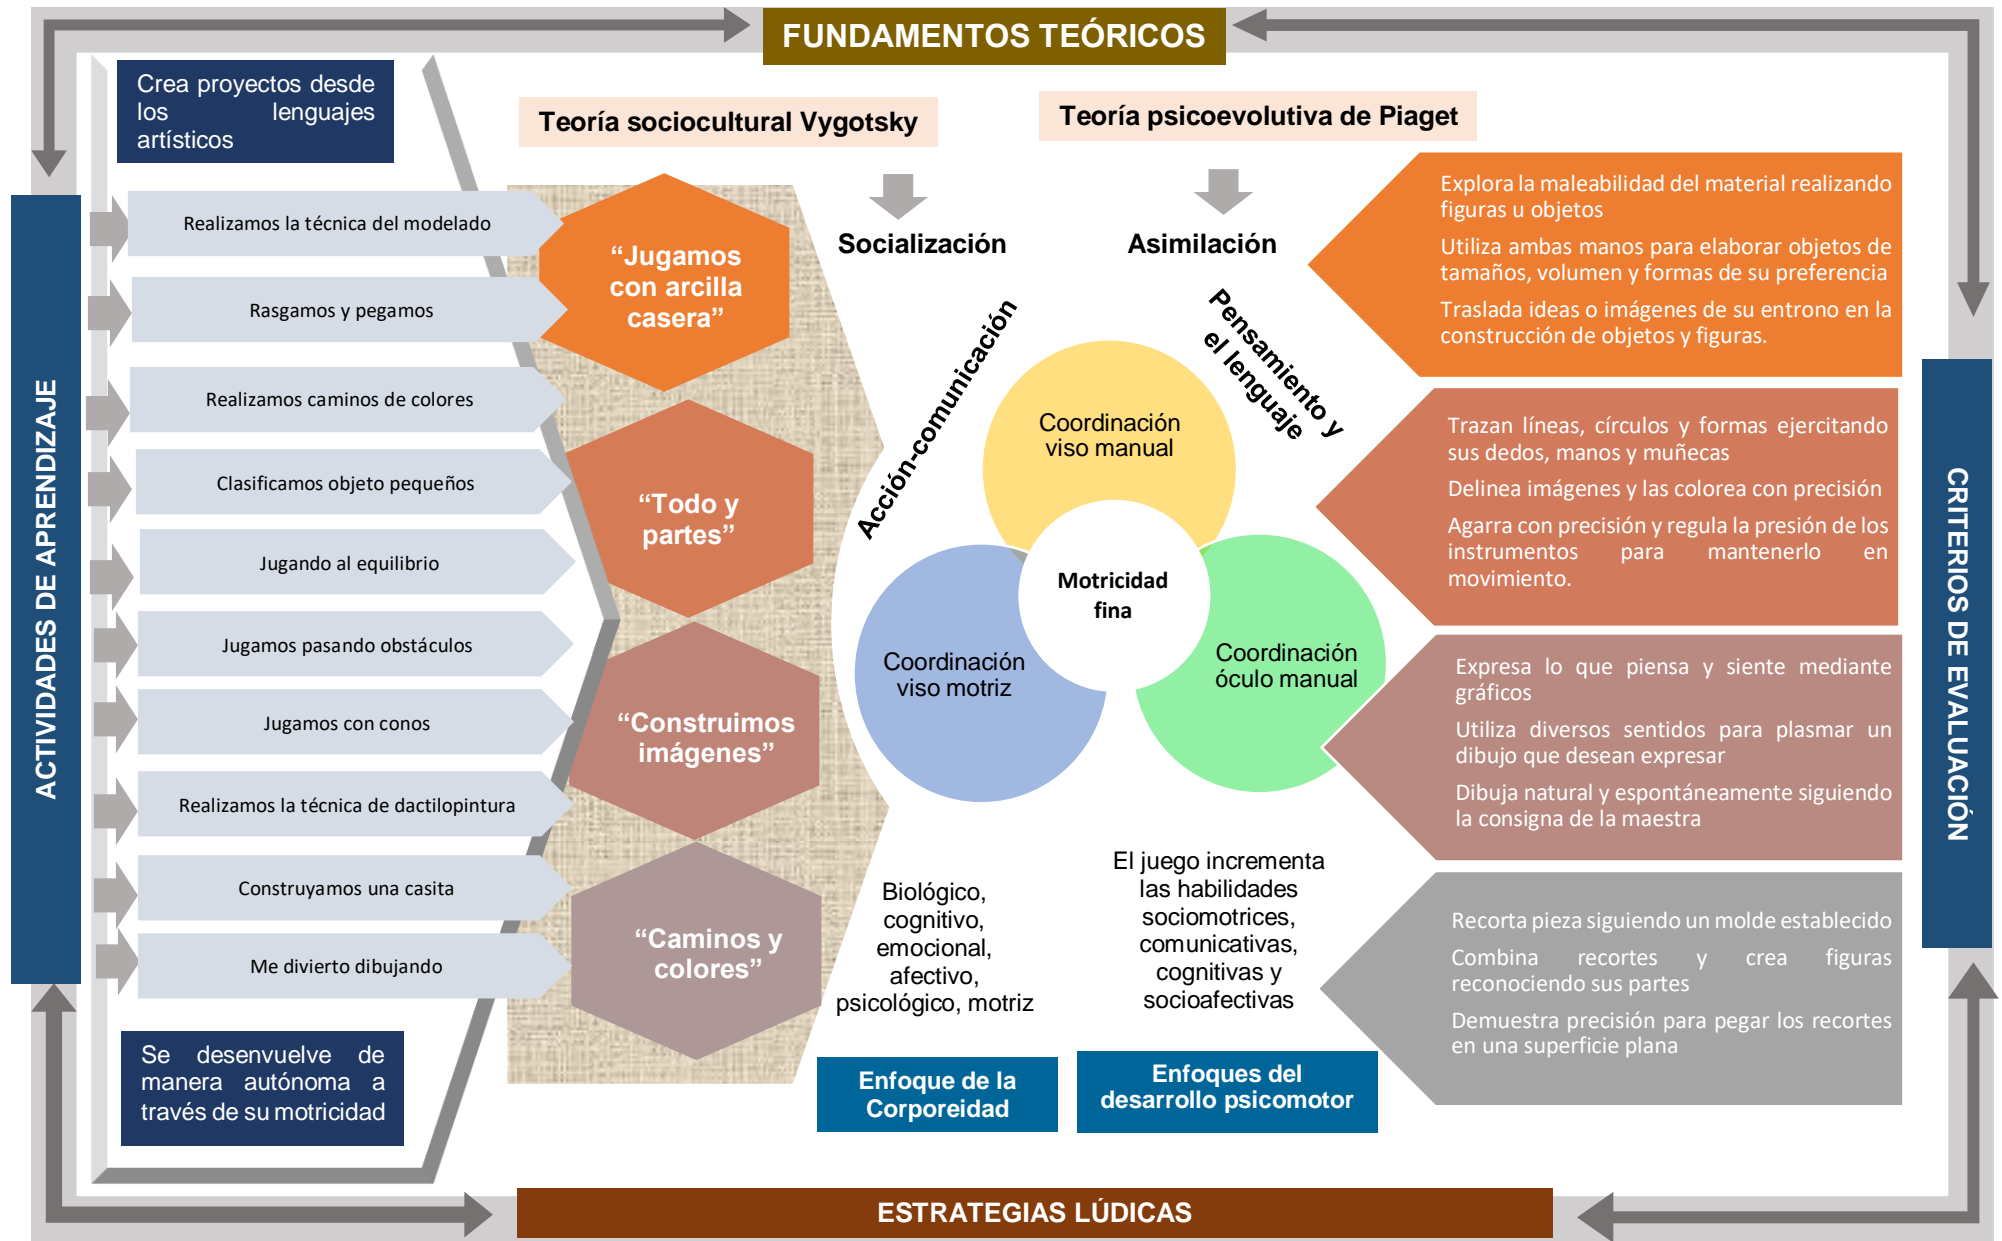 FUNDAMENTOS TEÓRICOS
Crea proyectos desde
los lenguajes
artísticos
Teoría sociocultural Vygotsky
Teoría psicoevolutiva de Piaget
Socialización
Asimilación
ACTIVIDADES DE APRENDIZAJE
Realizamos la técnica del modelado
Rasgamos y pegamos
Realizamos caminos de colores
Clasificamos objeto pequeños
Jugando al equilibrio
Jugamos pasando obstáculos
Jugamos con conos
Realizamos la técnica de dactilopintura
Construyamos una casita
Me divierto dibujando
Se desenvuelve de
manera autónoma a
través de su motricidad
“Jugamos
con arcilla
casera”
“Todo y
partes”
“Construimos
imágenes”
“Caminos y
colores”
Acción-comunicación
Pensamiento y
el lenguaje
Coordinación
viso manual
Motricidad
fina
Coordinación
viso motriz
Coordinación
óculo manual
Biológico,
cognitivo,
emocional,
afectivo,
psicológico, motriz
El juego incrementa
las habilidades
sociomotrices,
comunicativas,
cognitivas y
socioafectivas
Enfoque de la
Corporeidad
Enfoques del
desarrollo psicomotor
Explora la maleabilidad del material realizando
figuras u objetos
Utiliza ambas manos para elaborar objetos de
tamaños, volumen y formas de su preferencia
Traslada ideas o imágenes de su entrono en la
construcción de objetos y figuras.
Trazan líneas, círculos y formas ejercitando
sus dedos, manos y muñecas
Delinea imágenes y las colorea con precisión
Agarra con precisión y regula la presión de los
instrumentos para mantenerlo en
movimiento.
Expresa lo que piensa y siente mediante
gráficos
Utiliza diversos sentidos para plasmar un
dibujo que desean expresar
Dibuja natural y espontáneamente siguiendo
la consigna de la maestra
Recorta pieza siguiendo un molde establecido
Combina recortes y crea figuras
reconociendo sus partes
Demuestra precisión para pegar los recortes
en una superficie plana
CRITERIOS DE EVALUACIÓN
ESTRATEGIAS LÚDICAS